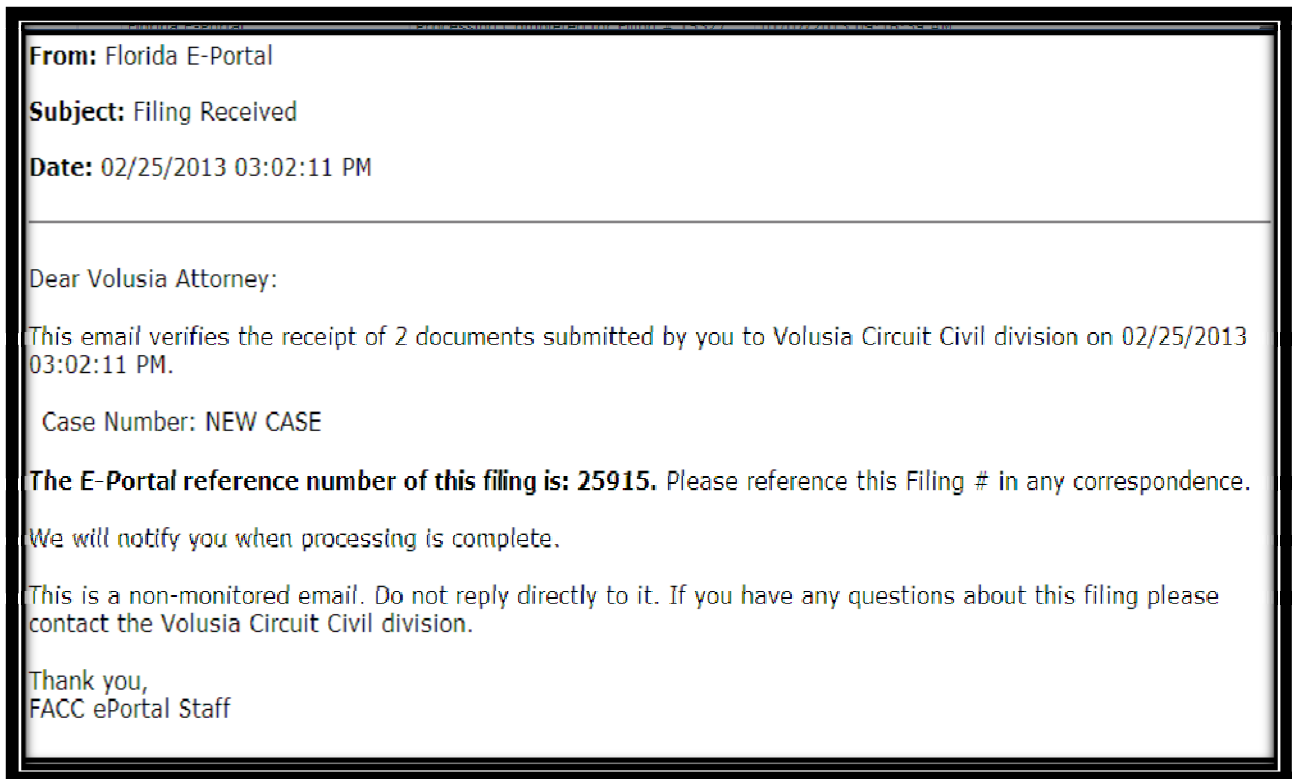 From: Florida E-Portal
Subject: Filing Received
Date: 02/25/2013 03:02:11 PM
Dear Volusia Attorney:
This email verifies the receipt of 2 documents submitted by you to Volusia Circuit Civil division on 02/25/2013
03:02:11 PM.
Case Number: NEW CASE
The E-Portal reference number of this filing is: 25915. Please reference this Filing # in any correspondence.
We will notify you when processing is complete.
This is a non-monitored email. Do not reply directly to it. If you have any questions about this filing please
contact the Volusia Circuit Civil division.
Thank you,
FACC ePortal Staff